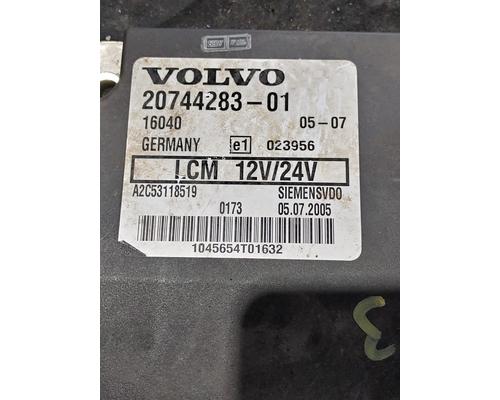 VOLVO
20744283-01
16040 05-07
GERMANY e1 023956
LCM 12V/24V
A2C53118519 SIEMENSVDO
0173 05.07.2005
1045654T01632
3